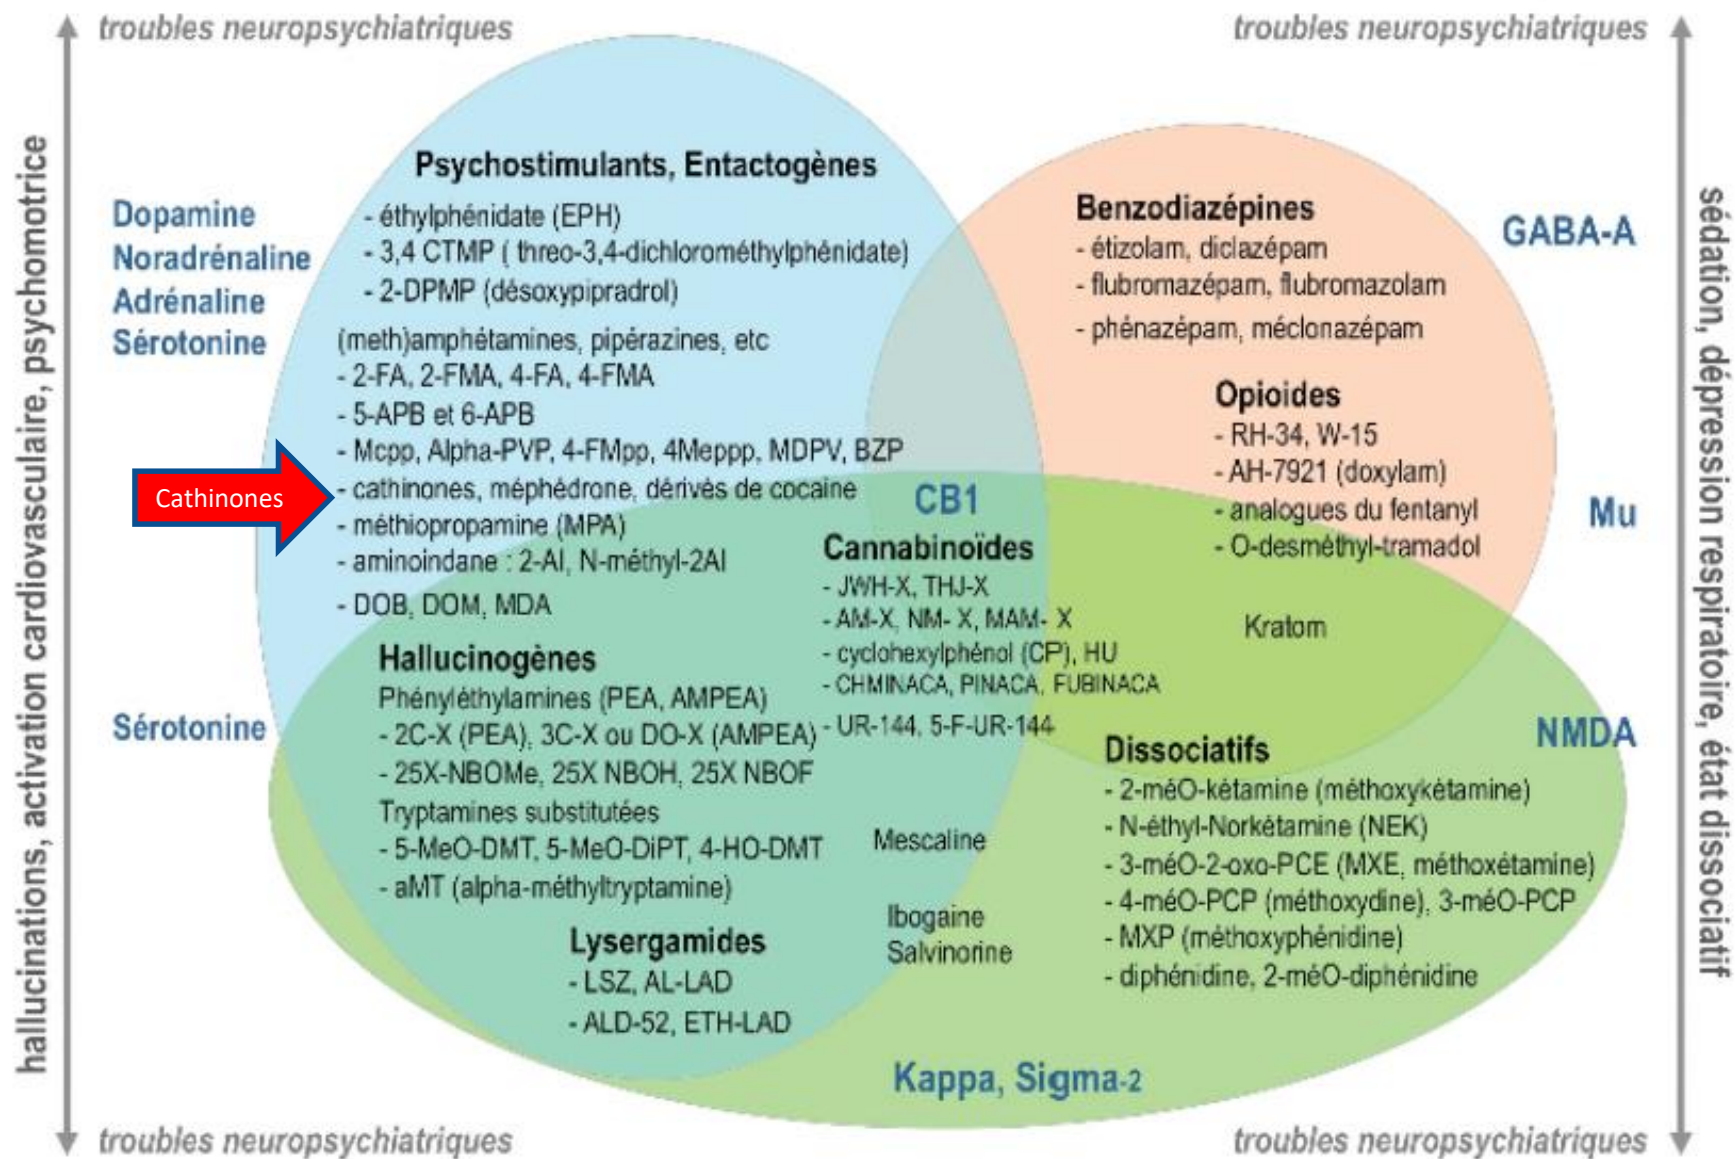 troubles neuropsychiatriques
troubles neuropsychiatriques
hallucinations, activation cardiovasculaire, psychomotrice
sédation, dépression respiratoire, état dissociatif
Dopamine
Noradrénaline
Adrénaline
Sérotonine
Psychostimulants, Entactogènes
- éthylphénidate (EPH)
- 3,4 CTMP ( threo-3,4-dichlorométhylphénidate)
- 2-DPMP (désoxypipradrol)
(meth)amphétamines, pipérazines, etc
- 2-FA, 2-FMA, 4-FA, 4-FMA
- 5-APB et 6-APB
- Mcpp, Alpha-PVP, 4-FMpp, 4Meppp, MDPV, BZP
Cathinones
- cathinones, méphédrone, dérivés de cocaine
- méthiopropamine (MPA)
- aminoindane : 2-AI, N-méthyl-2AI
- DOB, DOM, MDA
Benzodiazépines
- étizolam, diclazépam
- flubromazépam, flubromazolam
- phénazépam, méclonazépam
GABA-A
Opioides
- RH-34, W-15
- AH-7921 (doxylam)
- analogues du fentanyl
- O-desméthyl-tramadol
Mu
CB1
Cannabinoïdes
- JWH-X, THJ-X
- AM-X, NM- X, MAM- X
- cyclohexylphénol (CP), HU
- CHMINACA, PINACA, FUBINACA
- UR-144, 5-F-UR-144
Kratom
Sérotonine
Hallucinogènes
Phényléthylamines (PEA, AMPEA)
- 2C-X (PEA), 3C-X ou DO-X (AMPEA)
- 25X-NBOMe, 25X NBOH, 25X NBOF
Tryptamines substitutées
- 5-MeO-DMT, 5-MeO-DiPT, 4-HO-DMT
- aMT (alpha-méthyltryptamine)
Mescaline
Ibogaine
Salvinorine
Lysergamides
- LSZ, AL-LAD
- ALD-52, ETH-LAD
NMDA
Dissociatifs
- 2-méO-kétamine (méthoxykétamine)
- N-éthyl-Norkétamine (NEK)
- 3-méO-2-oxo-PCE (MXE, méthoxétamine)
- 4-méO-PCP (méthoxydine), 3-méO-PCP
- MXP (méthoxyphénidine)
- diphénidine, 2-méO-diphénidine
Kappa, Sigma-2
troubles neuropsychiatriques
troubles neuropsychiatriques